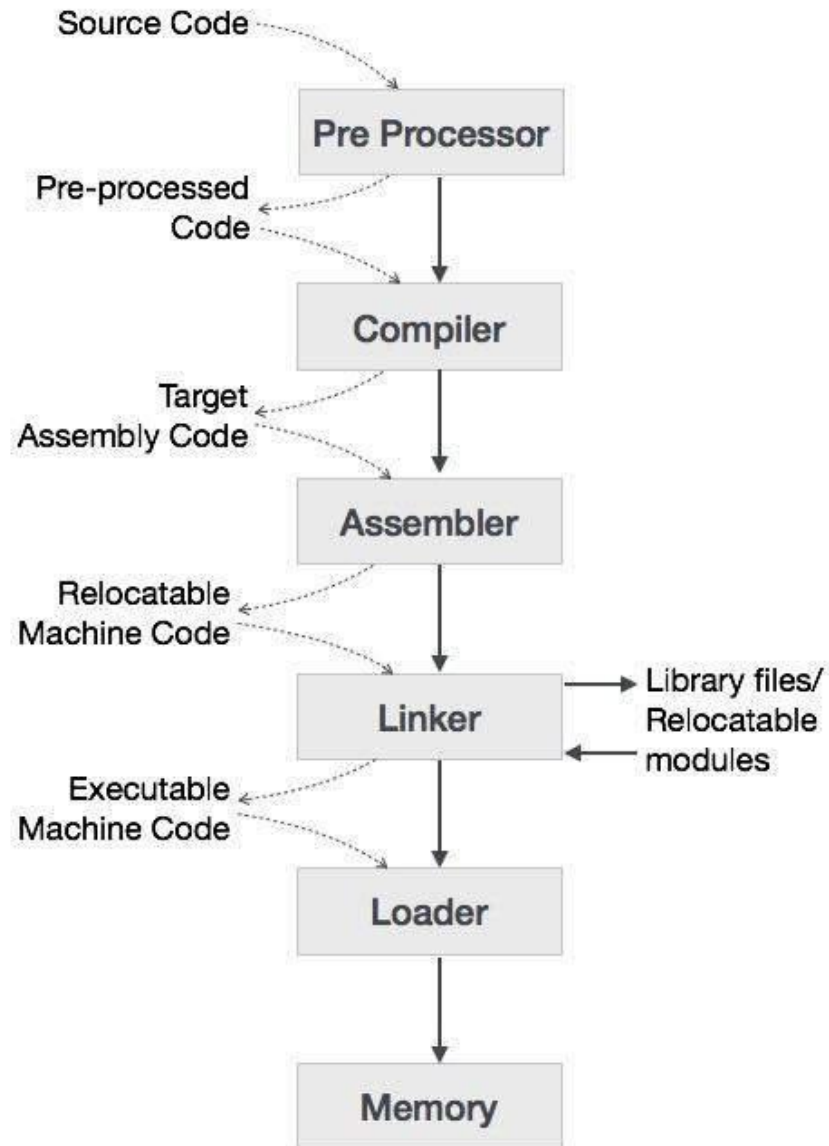 Source Code
Pre Processor
Pre-processed
Code
Compiler
Target
Assembly Code
Assembler
Relocatable
Machine Code
Linker
Library files/
Relocatable
modules
Executable
Machine Code
Loader
Memory